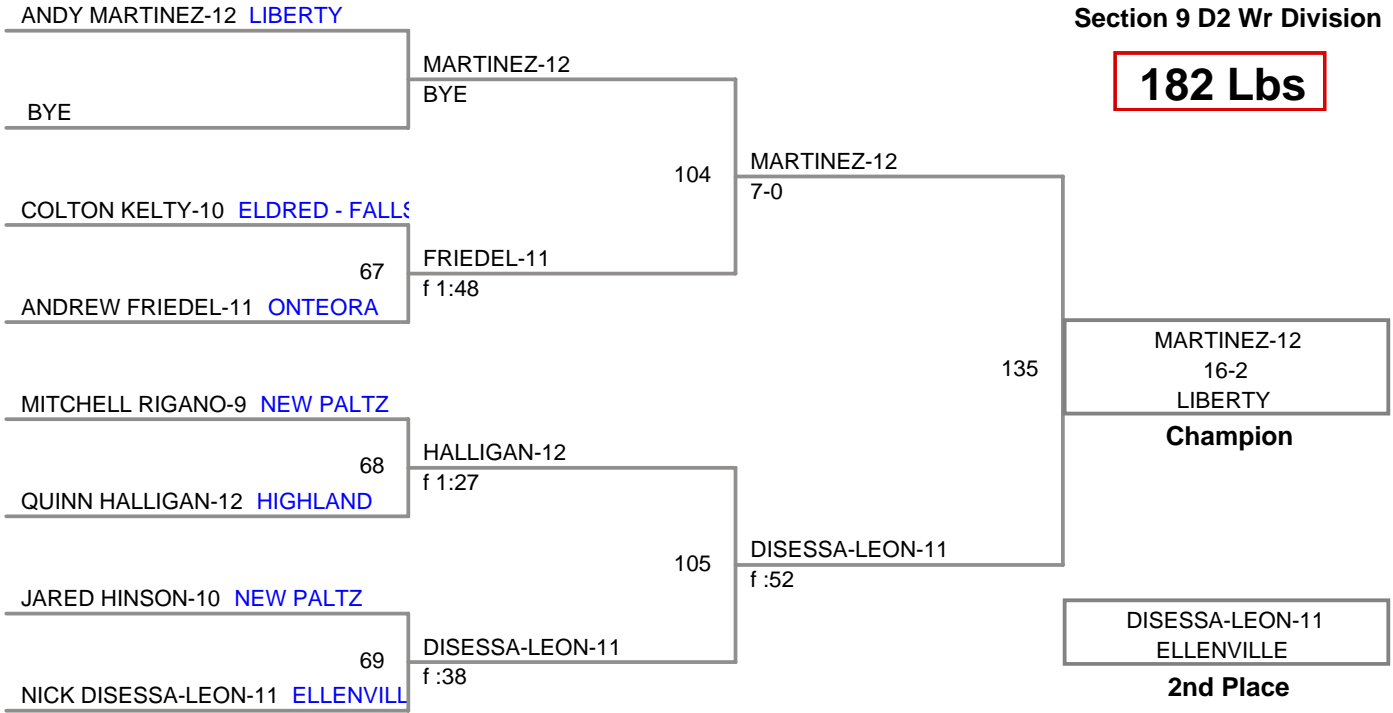 ANDY MARTINEZ-12 LIBERTY
Section 9 D2 Wr Division
182 Lbs
MARTINEZ-12
BYE
BYE
104
MARTINEZ-12
7-0
COLTON KELTY-10 ELDRED - FALLS
67
FRIEDEL-11
f 1:48
ANDREW FRIEDEL-11 ONTEORA
135
MARTINEZ-12
16-2
LIBERTY
Champion
MITCHELL RIGANO-9 NEW PALTZ
68
HALLIGAN-12
f 1:27
QUINN HALLIGAN-12 HIGHLAND
105
DISESSA-LEON-11
f :52
JARED HINSON-10 NEW PALTZ
69
DISESSA-LEON-11
f :38
NICK DISESSA-LEON-11 ELLENVILL
DISESSA-LEON-11
ELLENVILLE
2nd Place